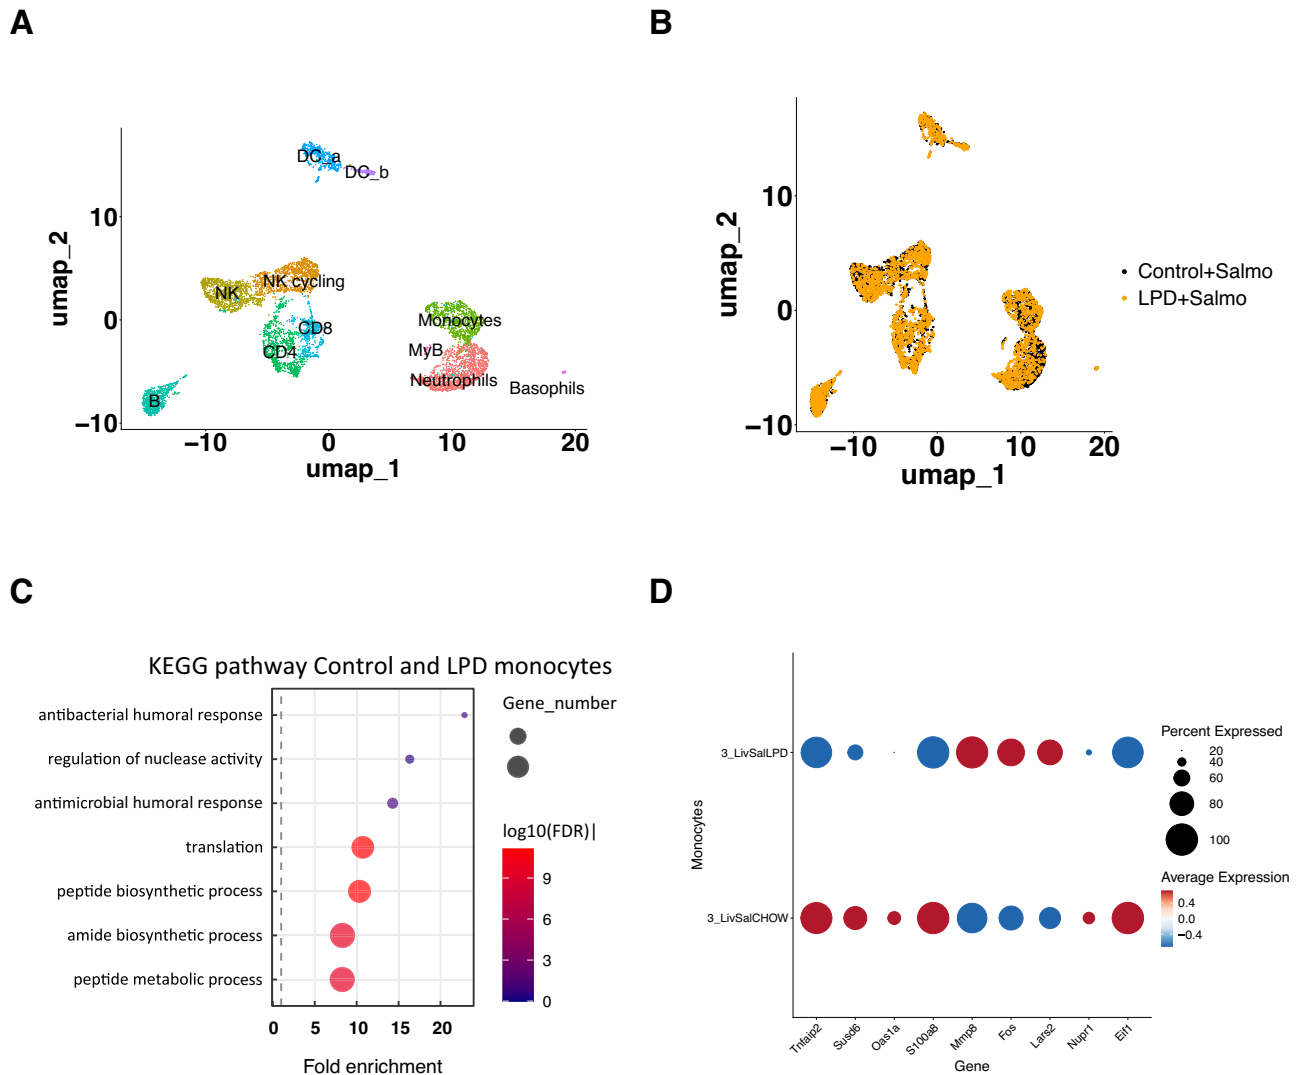 A
B
DC_a
DC_b
NK
NK cycling
CD8
CD4
Monocytes
MyB
Neutrophils
Basophils
B
10
0
−10
−10
0
10
20
umap_1
umap_2
10
0
−10
−10
0
10
20
umap_1
umap_2
Control+Salmo
LPD+Salmo
C
D
KEGG pathway Control and LPD monocytes
antibacterial humoral response
regulation of nuclease activity
antimicrobial humoral response
translation
peptide biosynthetic process
amide biosynthetic process
peptide metabolic process
0
5
10
15
20
Fold enrichment
Gene_number
log10(FDR)|
9
6
3
0
3_LivSalLPD
3_LivSalCHOW
Monocytes
Tnfaip2
Susd6
Oas1a
S100a8
Mmp8
Fos
Lars2
Nupr1
Eif1
Gene
Percent Expressed
20
40
60
80
100
Average Expression
0.4
0.0
−0.4